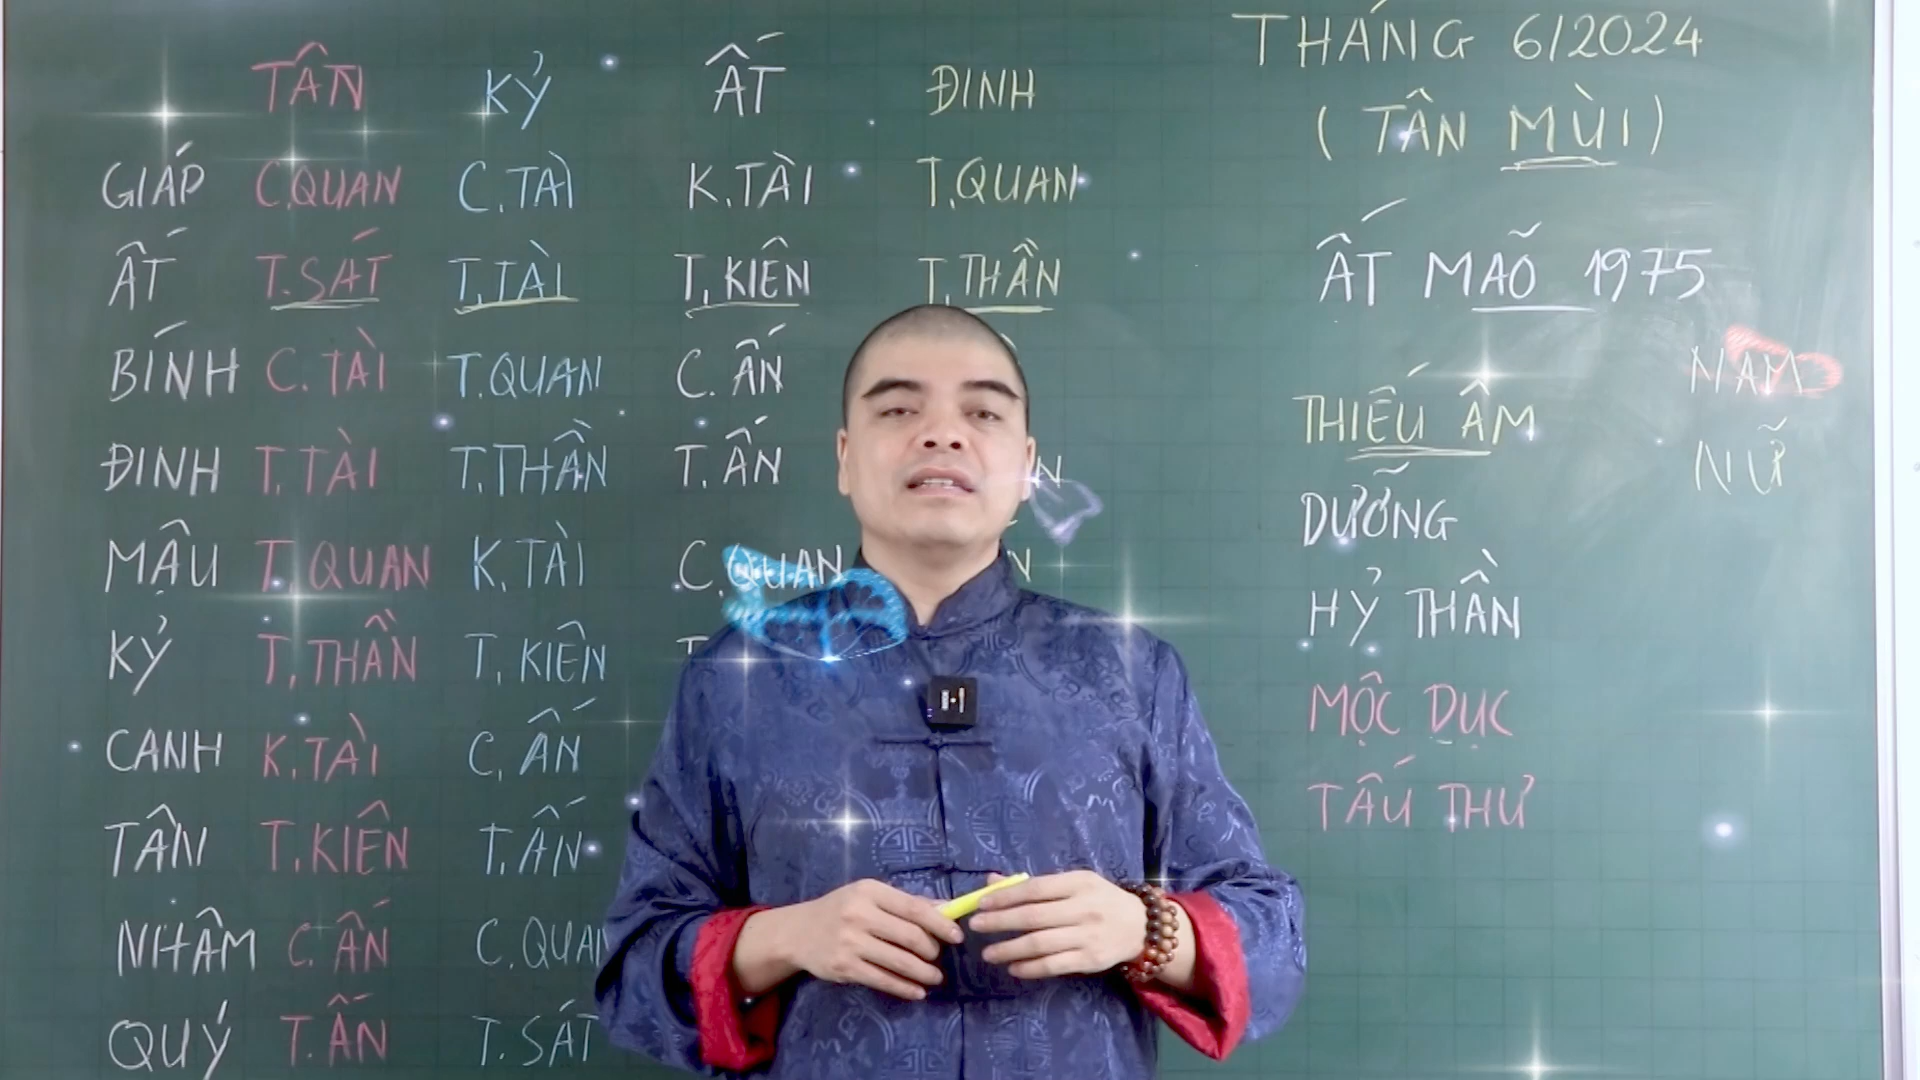 TÂN KỶ ẤT ĐINH
GIÁP C.QUAN C.TÀI K.TÀI T.QUAN
ẤT T.SÁT T.TÀI T.KIÊN T.THẦN
BÍNH C.TÀI T.QUAN C.ẤN
ĐINH T.TÀI T.THẦN T.ẤN
MẬU T.QUAN K.TÀI C.QUAN
KỶ T.THẦN T.KIÊN
CANH K.TÀI C.ẤN
TÂN T.KIÊN T.ẤN
NHÂM C.ẤN C.QUAN
QUÝ T.ẤN T.SÁT
THÁNG 6/2024
(TÂN MÙI)
ẤT MAÕ 1975
THIẾU ÂM
DƯỠNG
HỶ THẦN
MỘC DỤC
TẤU THƯ
NAM
NỮ